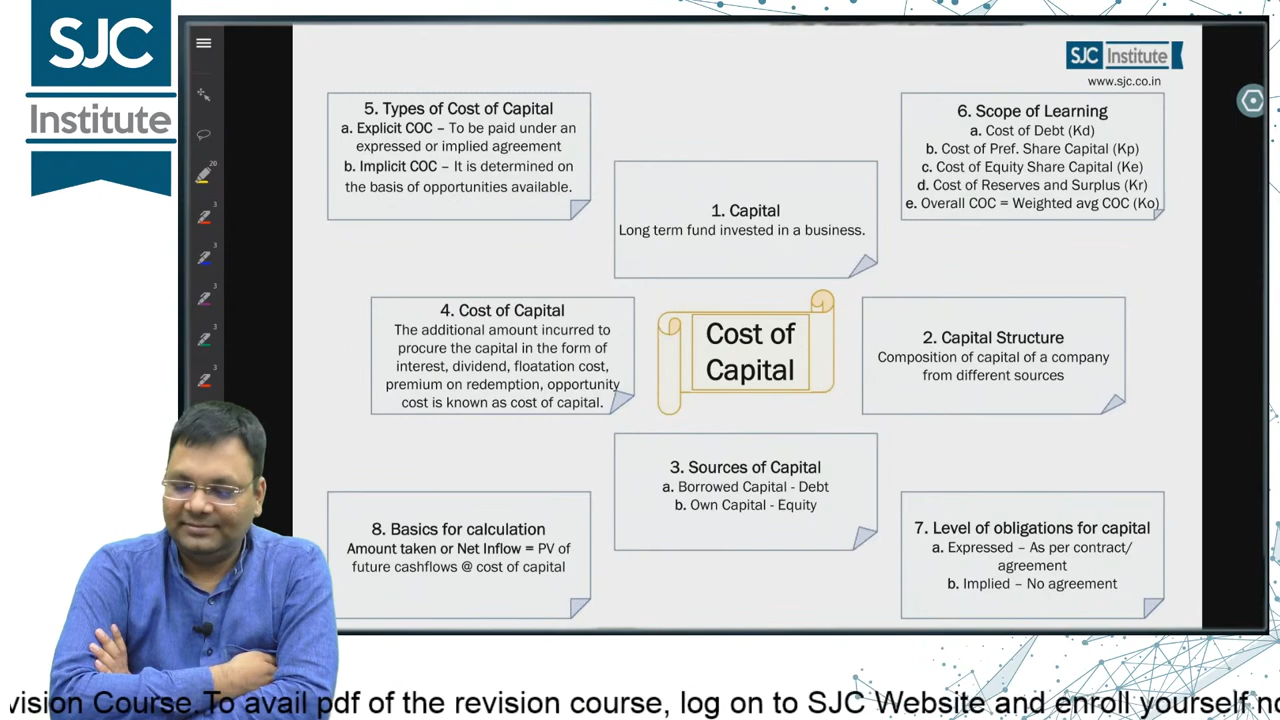 SJC
Institute
SJC Institute
www.sjc.co.in
5. Types of Cost of Capital
a. Explicit COC – To be paid under an
expressed or implied agreement
b. Implicit COC – It is determined on
the basis of opportunities available.
6. Scope of Learning
a. Cost of Debt (Kd)
b. Cost of Pref. Share Capital (Kp)
c. Cost of Equity Share Capital (Ke)
d. Cost of Reserves and Surplus (Kr)
e. Overall COC = Weighted avg COC (Ko)
1. Capital
Long term fund invested in a business.
4. Cost of Capital
The additional amount incurred to
procure the capital in the form of
interest, dividend, floatation cost,
premium on redemption, opportunity
cost is known as cost of capital.
Cost of
Capital
2. Capital Structure
Composition of capital of a company
from different sources
3. Sources of Capital
a. Borrowed Capital - Debt
b. Own Capital - Equity
8. Basics for calculation
Amount taken or Net Inflow = PV of
future cashflows @ cost of capital
7. Level of obligations for capital
a. Expressed – As per contract/
agreement
b. Implied – No agreement
20
3
3
3
3
3
Course To avail pdf of the revision course, log on to SJC Website and enroll yourself